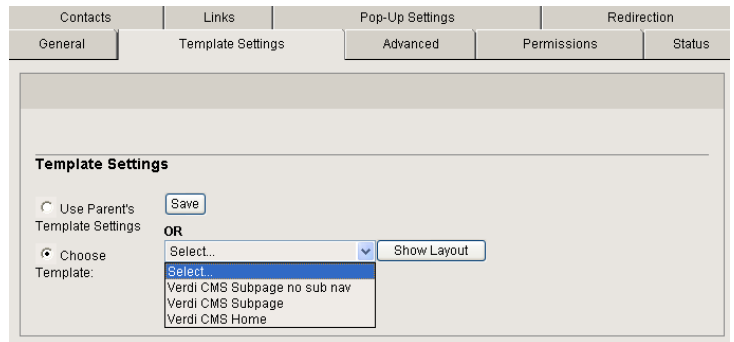 Contacts Links Pop-Up Settings Redirection
General Template Settings Advanced Permissions Status
Template Settings
Use Parent's Save
Template Settings
OR
Choose Select... Show Layout
Template: Select...
Verdi CMS Subpage no sub nav
Verdi CMS Subpage
Verdi CMS Home